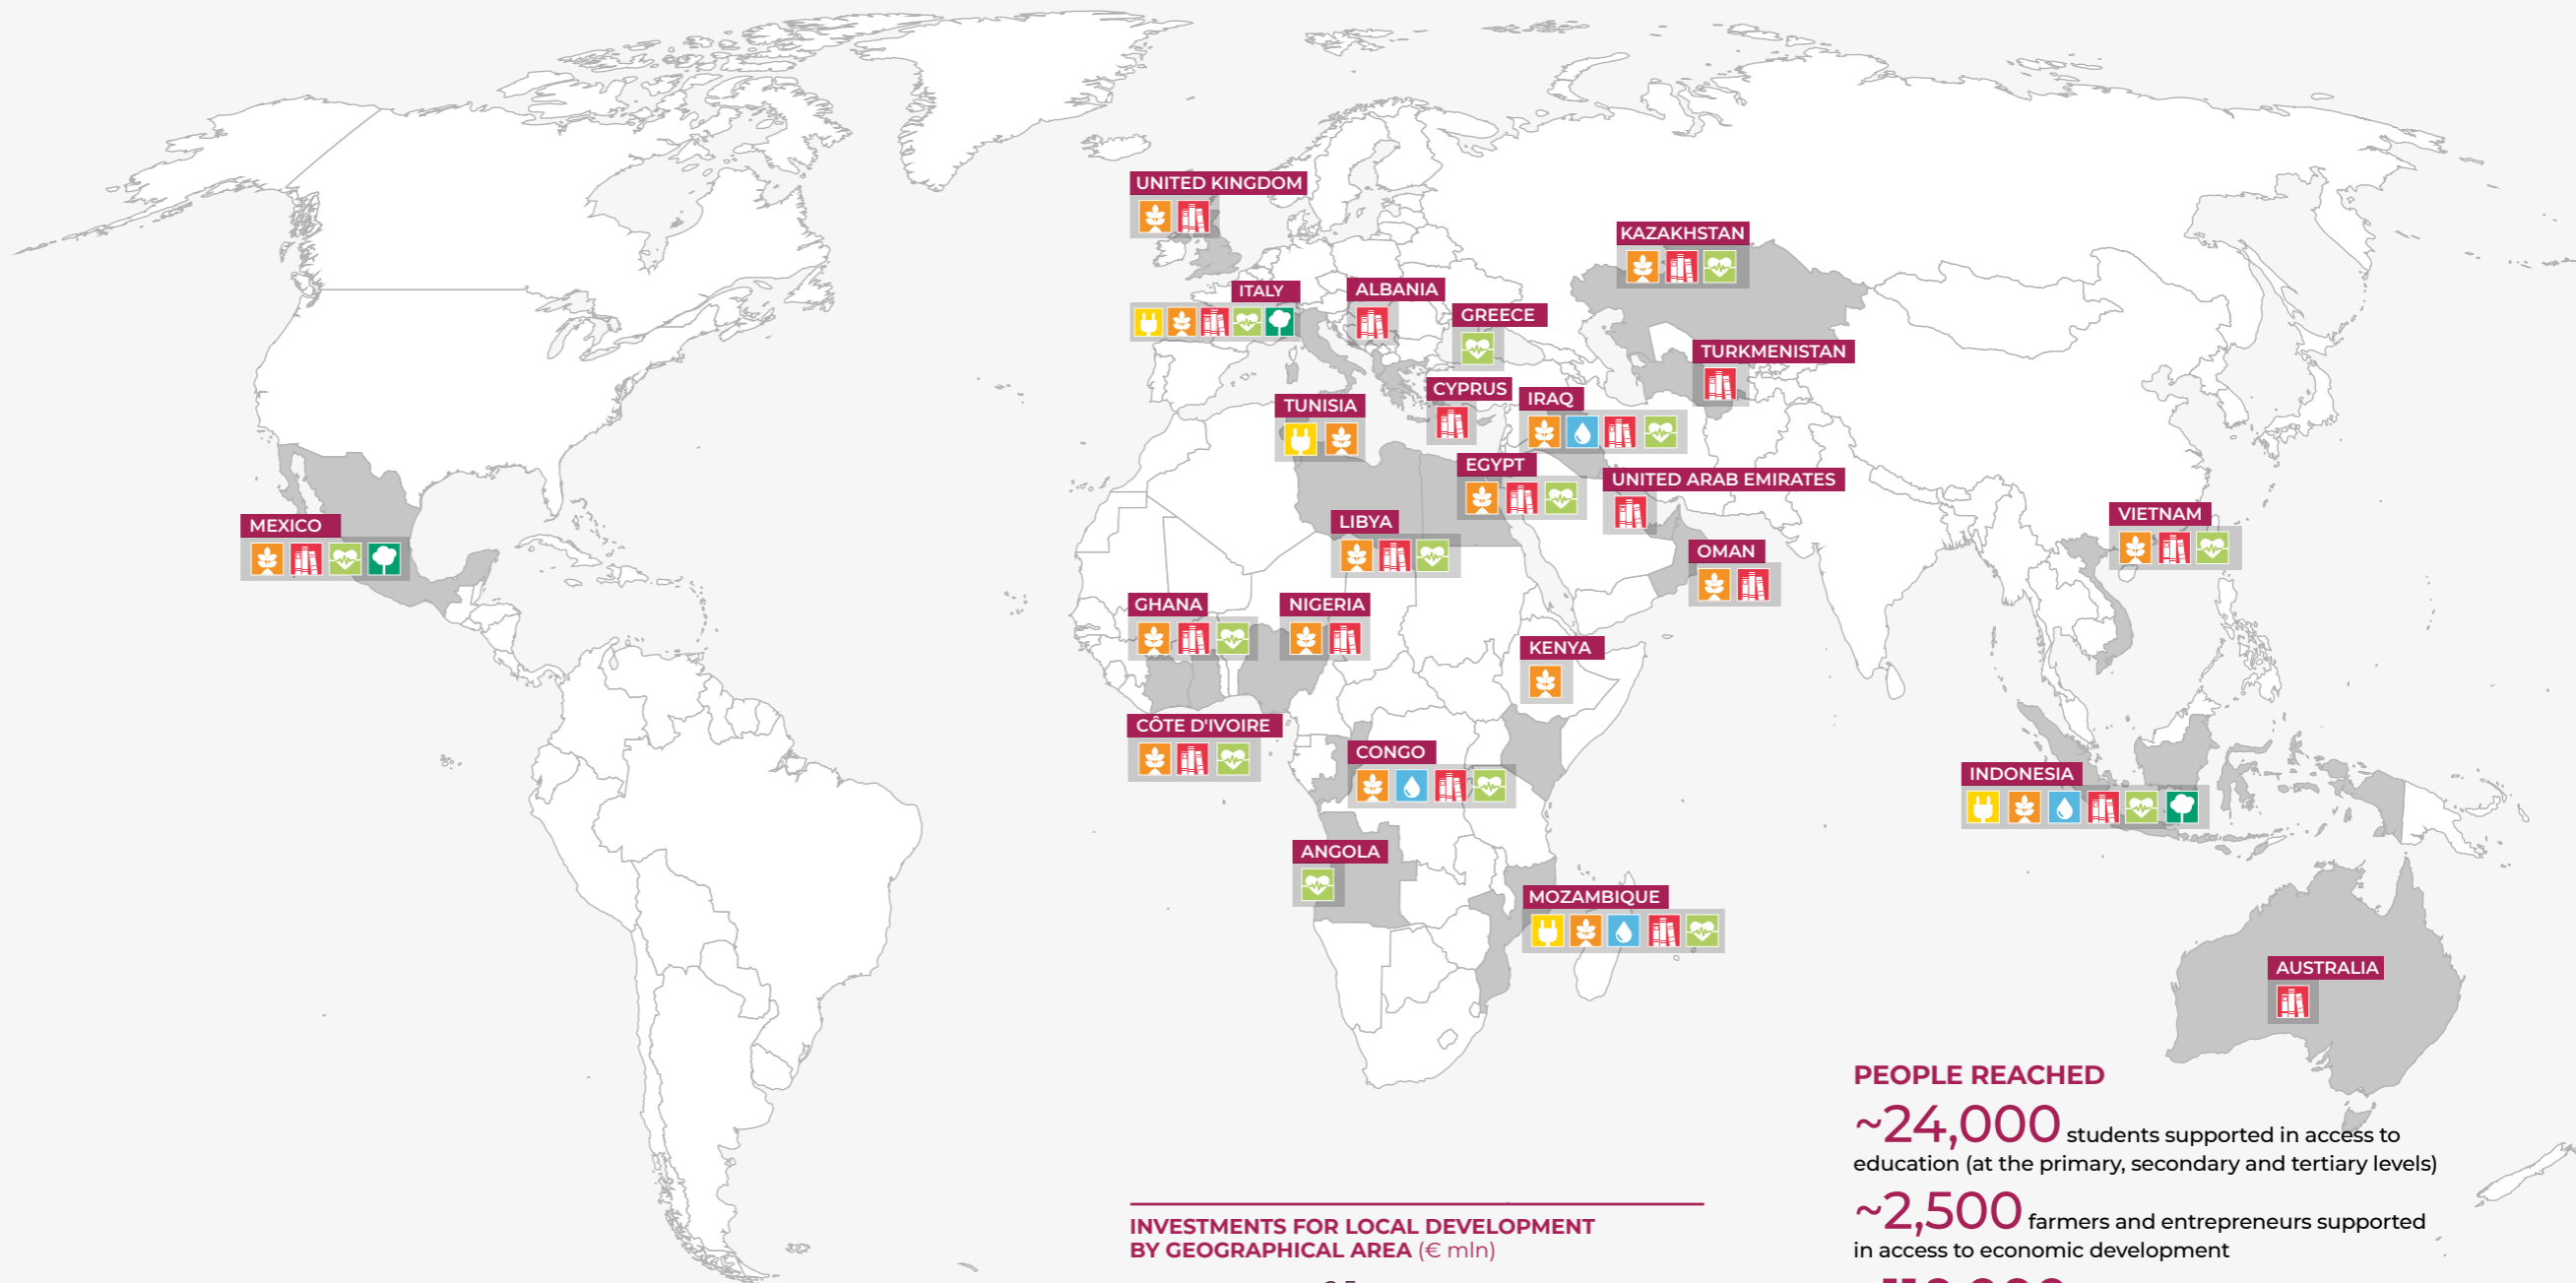 UNITED KINGDOM
KAZAKHSTAN
ITALY
ALBANIA
GREECE
TURKMENISTAN
CYPRUS
IRAQ
TUNISIA
EGYPT
UNITED ARAB EMIRATES
MEXICO
LIBYA
VIETNAM
OMAN
GHANA
NIGERIA
KENYA
CÔTE D'IVOIRE
CONGO
INDONESIA
ANGOLA
MOZAMBIQUE
AUSTRALIA
PEOPLE REACHED
~24,000 students supported in access to
education (at the primary, secondary and tertiary levels)
~2,500 farmers and entrepreneurs supported
in access to economic development
INVESTMENTS FOR LOCAL DEVELOPMENT
BY GEOGRAPHICAL AREA (€ mln)